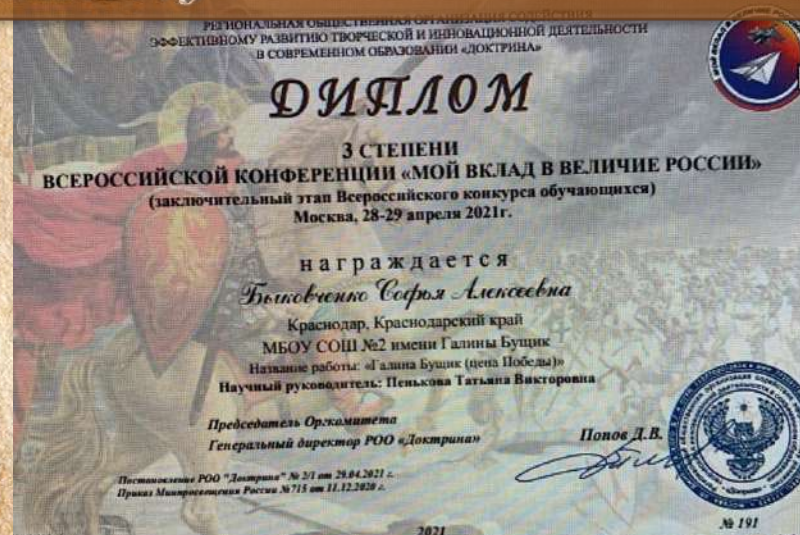 РЕГИОНАЛЬНАЯ ОБЩЕСТВЕННАЯ ОРГАНИЗАЦИЯ СОДЕЙСТВИЯ
ЭФФЕКТИВНОМУ РАЗВИТИЮ ТВОРЧЕСКОЙ И ИННОВАЦИОННОЙ ДЕЯТЕЛЬНОСТИ
В СОВРЕМЕННОМ ОБРАЗОВАНИИ «ДОКТРИНА»
ДИПЛОМ
3 СТЕПЕНИ
ВСЕРОССИЙСКОЙ КОНФЕРЕНЦИИ «МОЙ ВКЛАД В ВЕЛИЧИЕ РОССИИ»
(заключительный этап Всероссийского конкурса обучающихся)
Москва, 28-29 апреля 2021г.
награждается
Быковченко Софья Алексеевна
Краснодар, Краснодарский край
МБОУ СОШ №2 имени Галины Бущик
Название работы: «Галина Бущик (цена Победы)»
Научный руководитель: Пенькова Татьяна Викторовна
Председатель Оргкомитета
Генеральный директор РОО «Доктрина» Попов Д.В.
Постановление РОО "Доктрина" № 2/1 от 29.04.2021 г.
Приказ Минпросвещения России №715 от 11.12.2020 г.
2021
№ 191